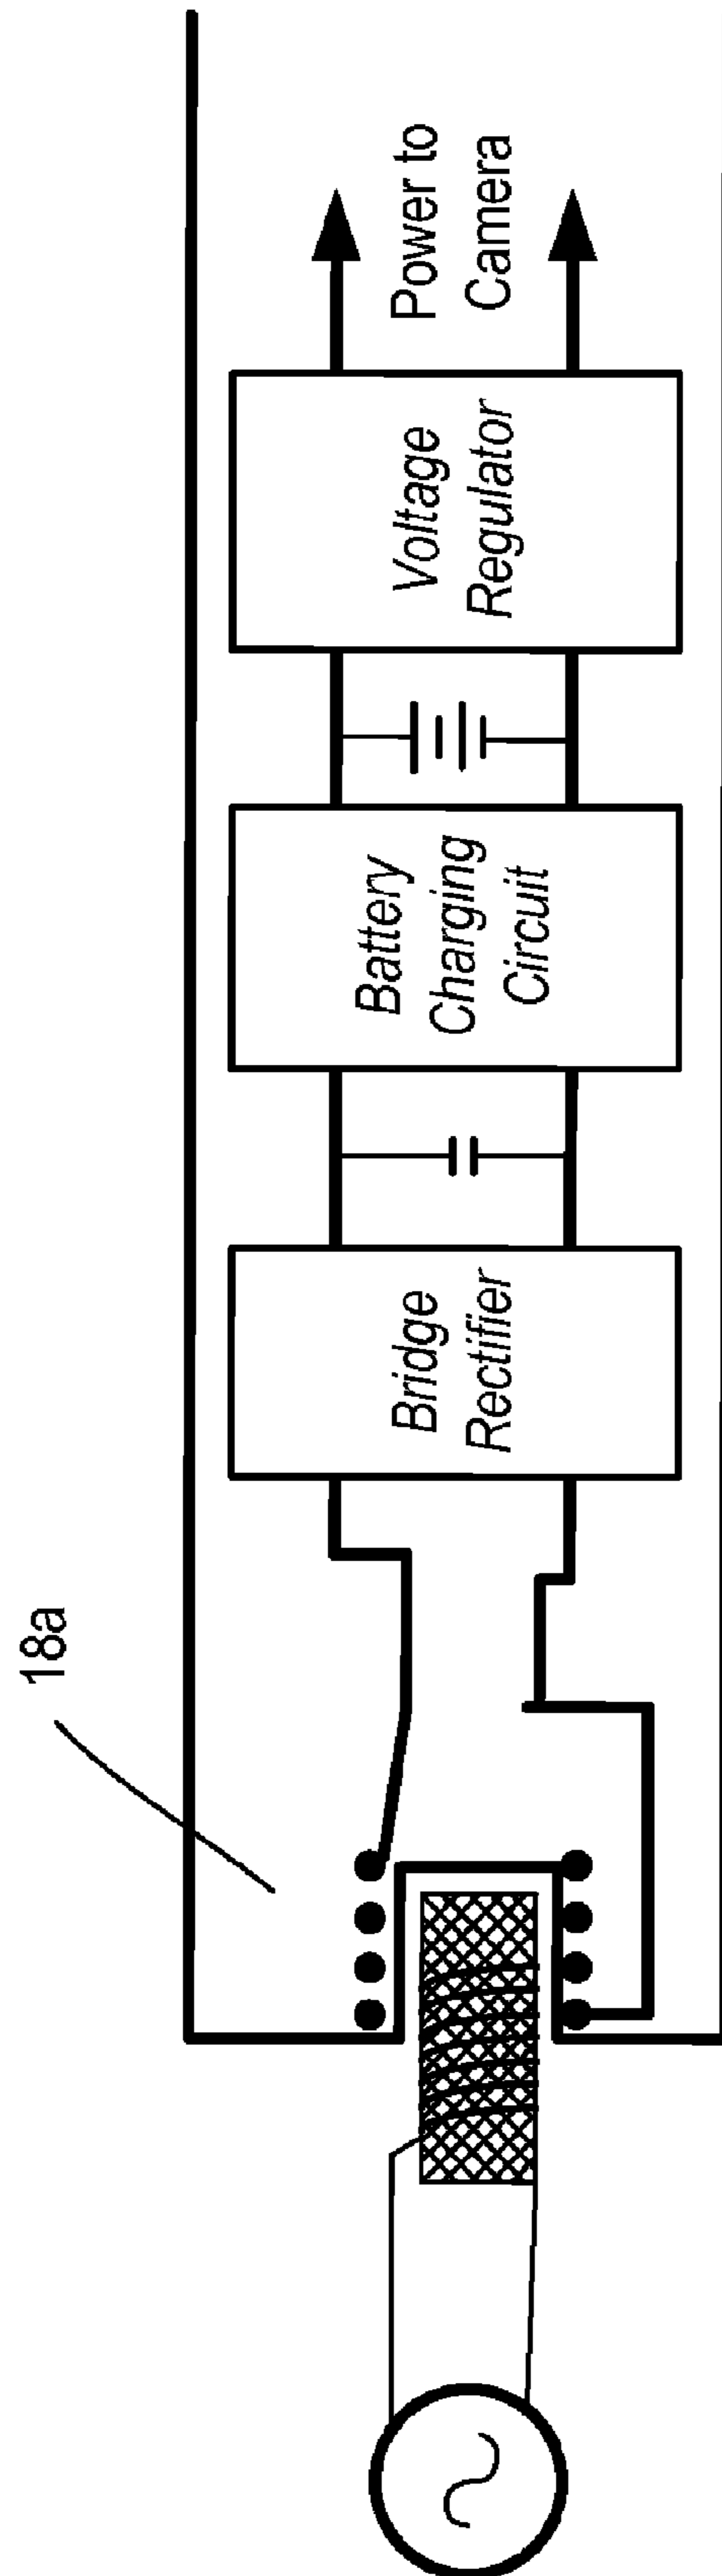 18a
Bridge
Rectifier
Battery
Charging
Circuit
Voltage
Regulator
Power to
Camera